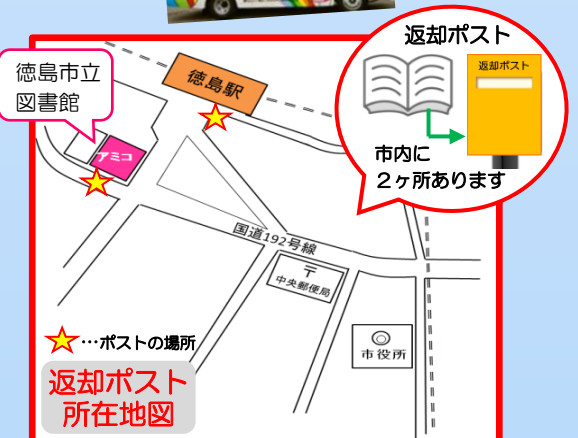 返却ポスト
返却ポスト
市内に
２ヶ所あります
徳島市立
図書館
徳島駅
アミコ
国道192号線
〒
中央郵便局
◎
市役所
…ポストの場所
返却ポスト
所在地図